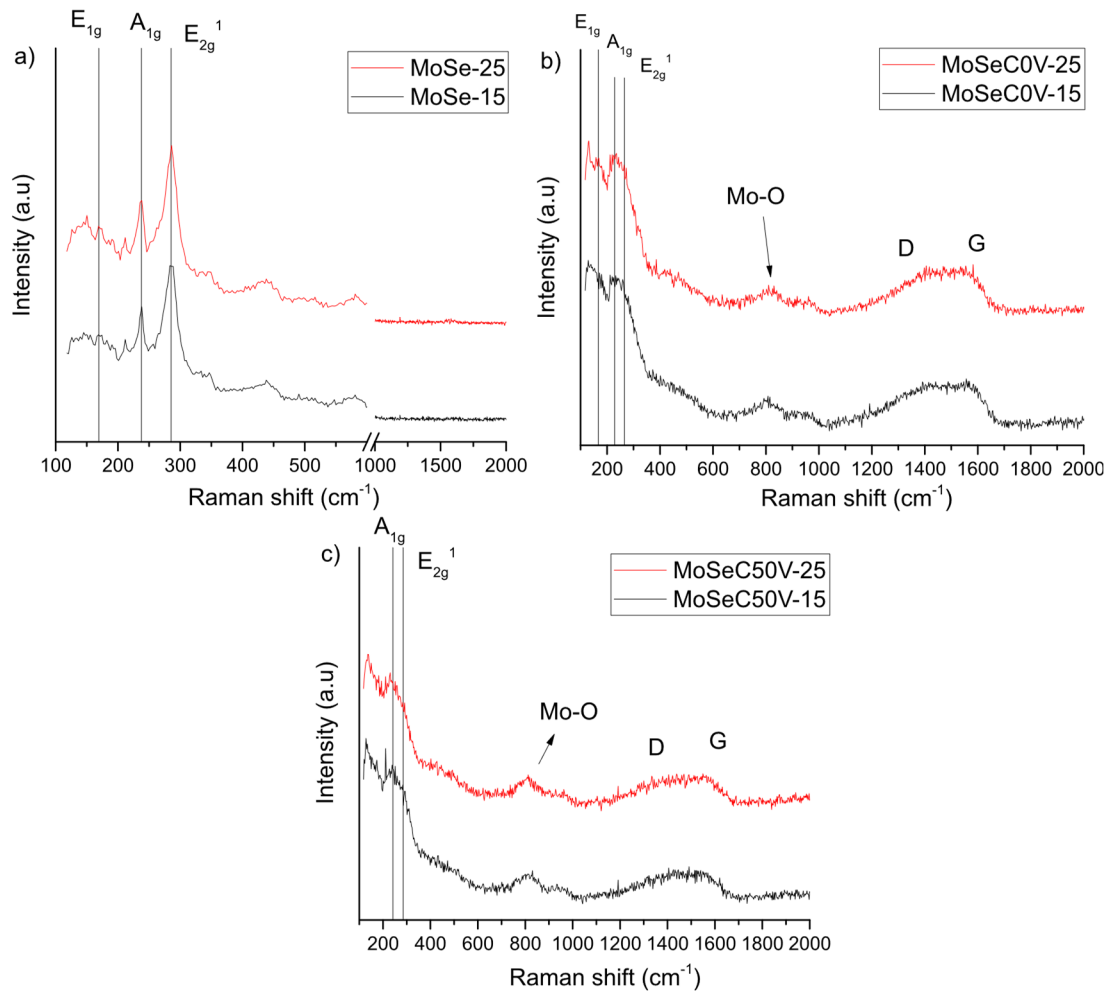 a)
E1g
A1g
E2g1
MoSe-25
MoSe-15
Intensity (a.u)
100 200 300 400 500 1000 2000
Raman shift (cm-1)
b)
E1g
A1g
E2g1
MoSeC0V-25
MoSeC0V-15
Mo-O
D
G
Intensity (a.u)
200 400 600 800 1000 1200 1400 1600 1800 2000
Raman shift (cm-1)
c)
A1g
E2g1
MoSeC50V-25
MoSeC50V-15
Mo-O
D
G
Intensity (a.u)
200 400 600 800 1000 1200 1400 1600 1800 2000
Raman shift (cm-1)